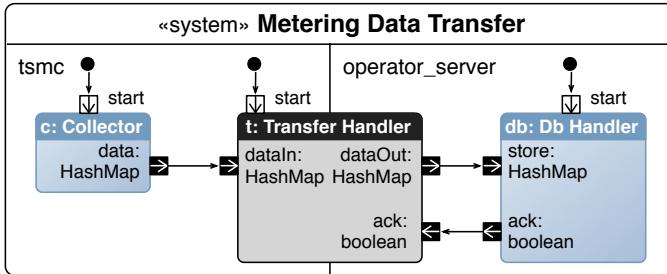 «system» Metering Data Transfer
tsmc
operator_server
start
start
start
c: Collector
t: Transfer Handler
db: Db Handler
data:
HashMap
dataIn:
HashMap
dataOut:
HashMap
store:
HashMap
ack:
boolean
ack:
boolean